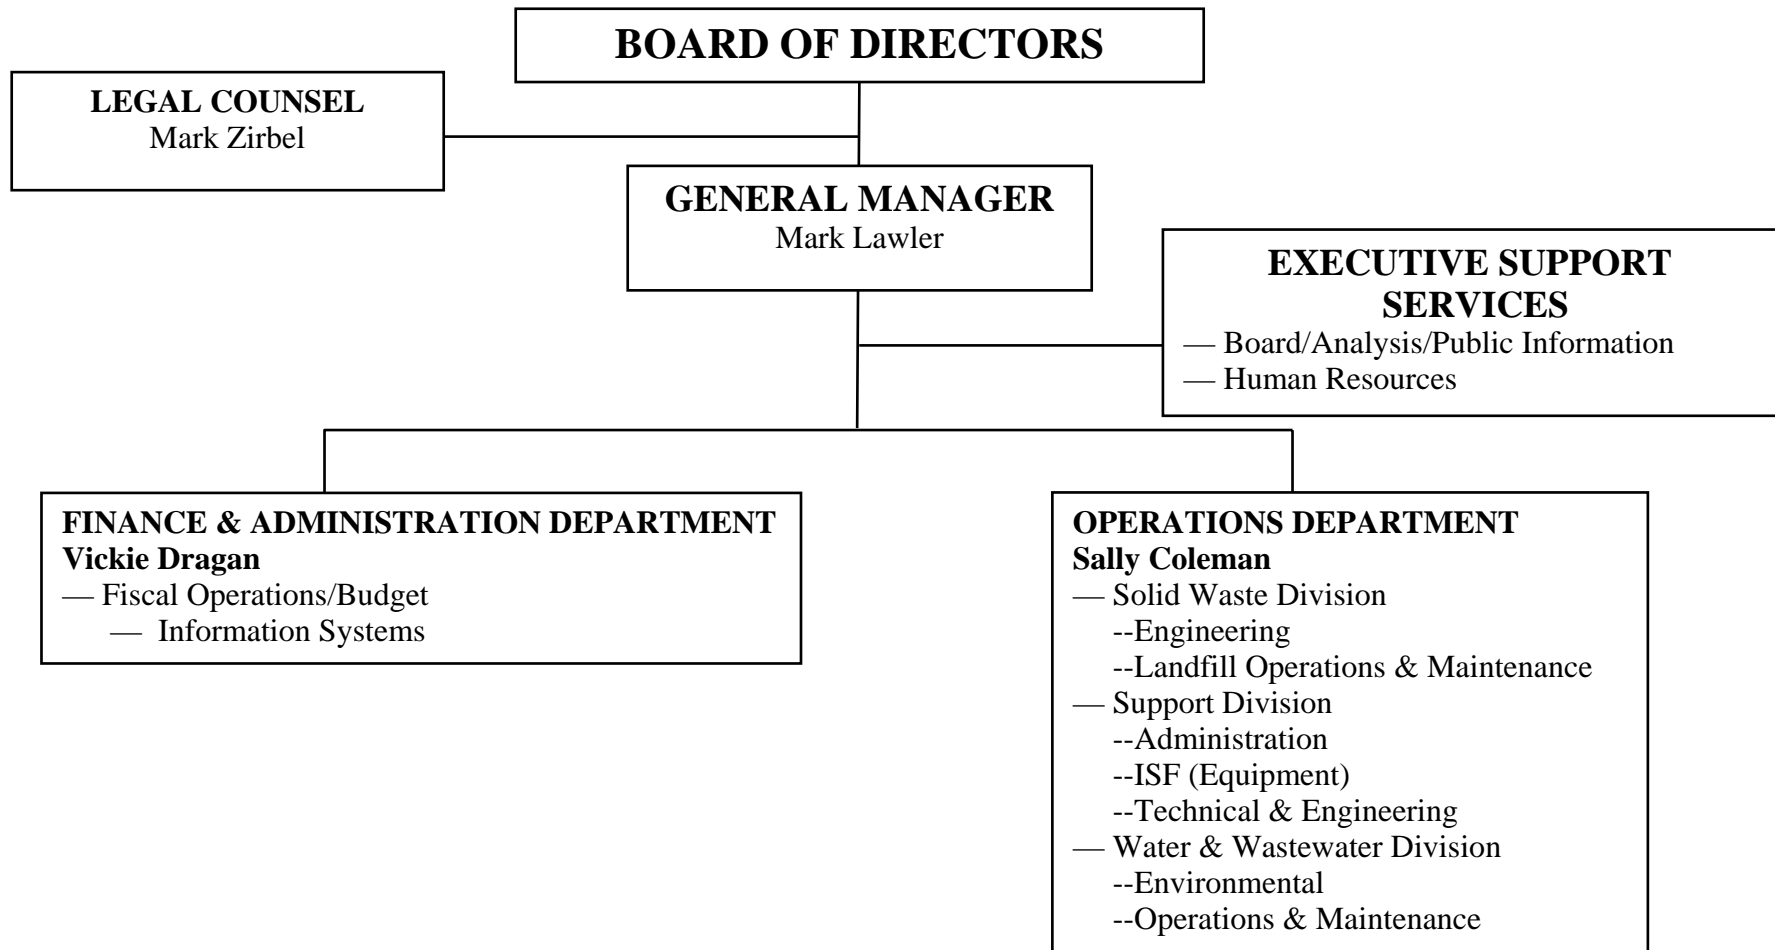 BOARD OF DIRECTORS
LEGAL COUNSEL
Mark Zirbel
GENERAL MANAGER
Mark Lawler
EXECUTIVE SUPPORT
SERVICES
— Board/Analysis/Public Information
— Human Resources
FINANCE & ADMINISTRATION DEPARTMENT
Vickie Dragan
— Fiscal Operations/Budget
— Information Systems
OPERATIONS DEPARTMENT
Sally Coleman
— Solid Waste Division
--Engineering
--Landfill Operations & Maintenance
— Support Division
--Administration
--ISF (Equipment)
--Technical & Engineering
— Water & Wastewater Division
--Environmental
--Operations & Maintenance